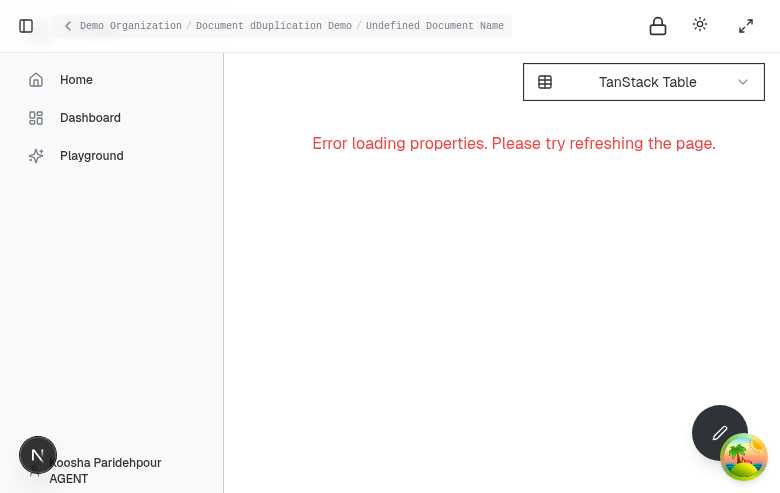 Demo Organization / Document dDuplication Demo / Undefined Document Name
Home
Dashboard
Playground
TanStack Table
Error loading properties. Please try refreshing the page.
N
Koosha Paridehpour
AGENT